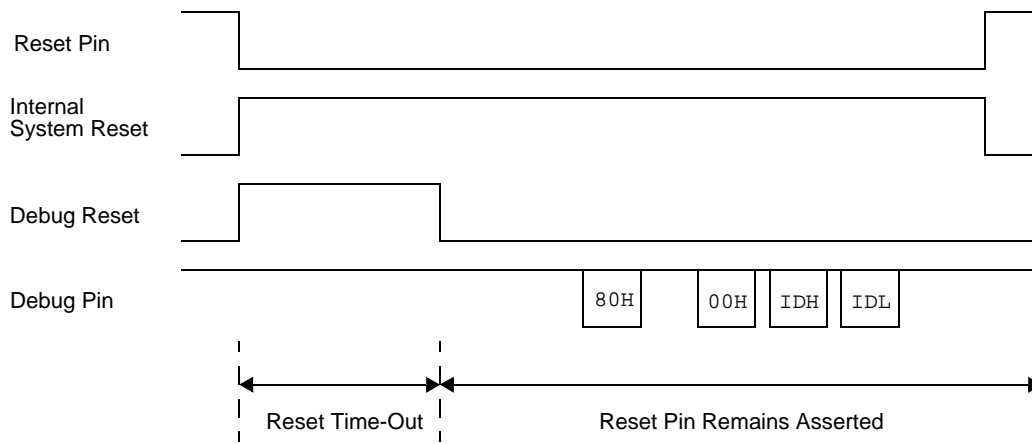 Reset Pin
Internal
System Reset
Debug Reset
Debug Pin
80H 00H IDH IDL
Reset Time-Out Reset Pin Remains Asserted